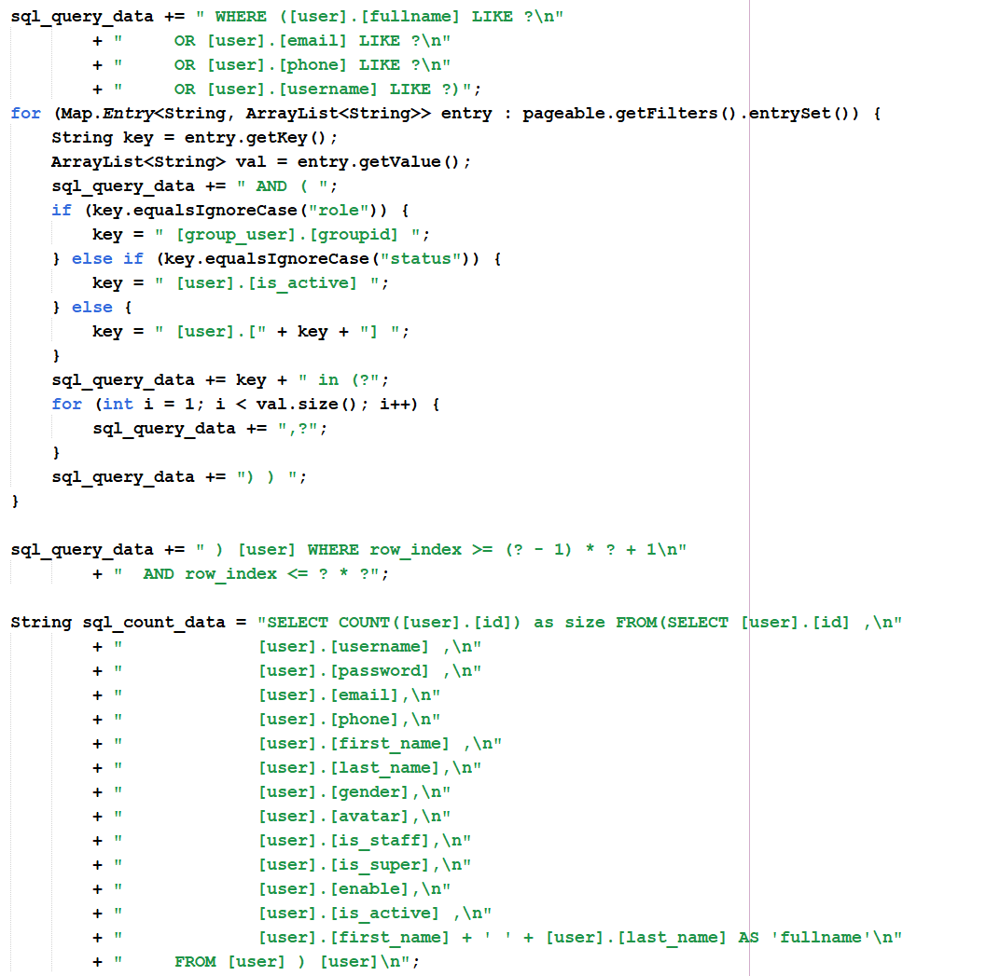 sql_query_data += " WHERE ([user].[fullname] LIKE ?\n"
        + "     OR [user].[email] LIKE ?\n"
        + "     OR [user].[phone] LIKE ?\n"
        + "     OR [user].[username] LIKE ?)";
for (Map.Entry<String, ArrayList<String>> entry : pageable.getFilters().entrySet()) {
    String key = entry.getKey();
    ArrayList<String> val = entry.getValue();
    sql_query_data += " AND ( ";
    if (key.equalsIgnoreCase("role")) {
        key = " [group_user].[groupid] ";
    } else if (key.equalsIgnoreCase("status")) {
        key = " [user].[is_active] ";
    } else {
        key = " [user].[" + key + "] ";
    }
    sql_query_data += key + " in (?";
    for (int i = 1; i < val.size(); i++) {
        sql_query_data += ",?";
    }
    sql_query_data += ") ) ";
}

sql_query_data += " ) [user] WHERE row_index >= (? - 1) * ? + 1\n"
        + "  AND row_index <= ? * ?";

String sql_count_data = "SELECT COUNT([user].[id]) as size FROM(SELECT [user].[id] ,\n"
        + "             [user].[username] ,\n"
        + "             [user].[password] ,\n"
        + "             [user].[email],\n"
        + "             [user].[phone],\n"
        + "             [user].[first_name] ,\n"
        + "             [user].[last_name],\n"
        + "             [user].[gender],\n"
        + "             [user].[avatar],\n"
        + "             [user].[is_staff],\n"
        + "             [user].[is_super],\n"
        + "             [user].[enable],\n"
        + "             [user].[is_active] ,\n"
        + "             [user].[first_name] + ' ' + [user].[last_name] AS 'fullname'\n"
        + "     FROM [user] ) [user]\n";